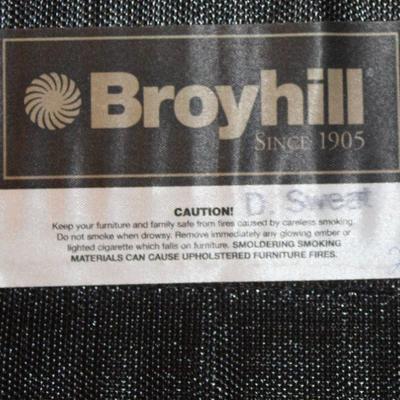 Broyhill®
SINCE 1905
D. Sweat
CAUTION!
Keep your furniture and family safe from fires caused by careless smoking.
Do not smoke when drowsy. Remove immediately any glowing ember or
lighted cigarette which falls on furniture. SMOLDERING SMOKING
MATERIALS CAN CAUSE UPHOLSTERED FURNITURE FIRES.